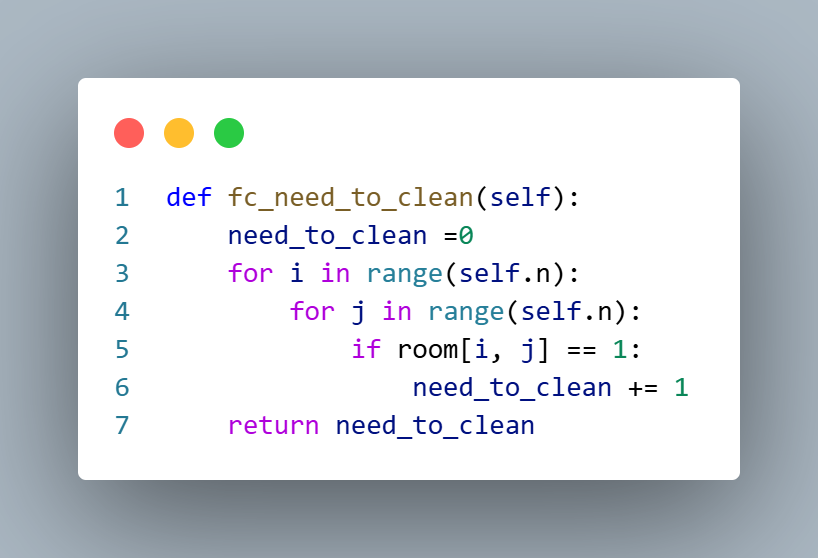 1 def fc_need_to_clean(self):
2     need_to_clean =0
3     for i in range(self.n):
4         for j in range(self.n):
5             if room[i, j] == 1:
6                 need_to_clean += 1
7     return need_to_clean